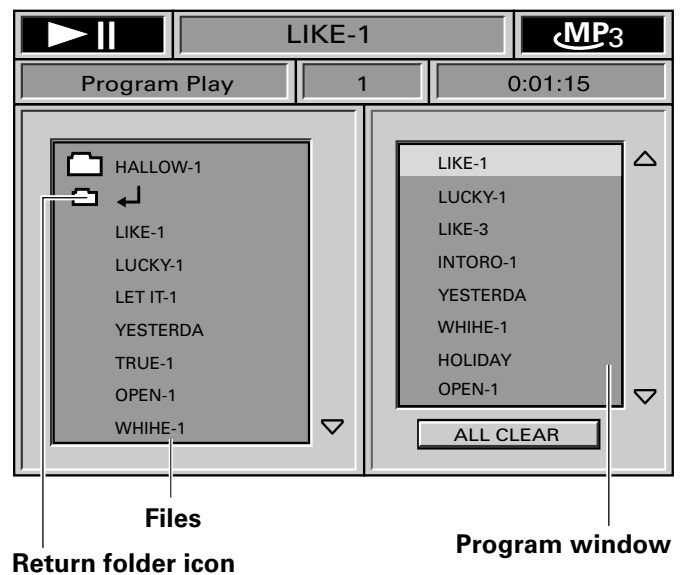 LIKE-1
MP3
Program Play
1
0:01:15
HALLOW-1
LIKE-1
LUCKY-1
LET IT-1
YESTERDA
TRUE-1
OPEN-1
WHIHE-1
LIKE-1
LUCKY-1
LIKE-3
INTORO-1
YESTERDA
WHIHE-1
HOLIDAY
OPEN-1
ALL CLEAR
Files
Program window
Return folder icon